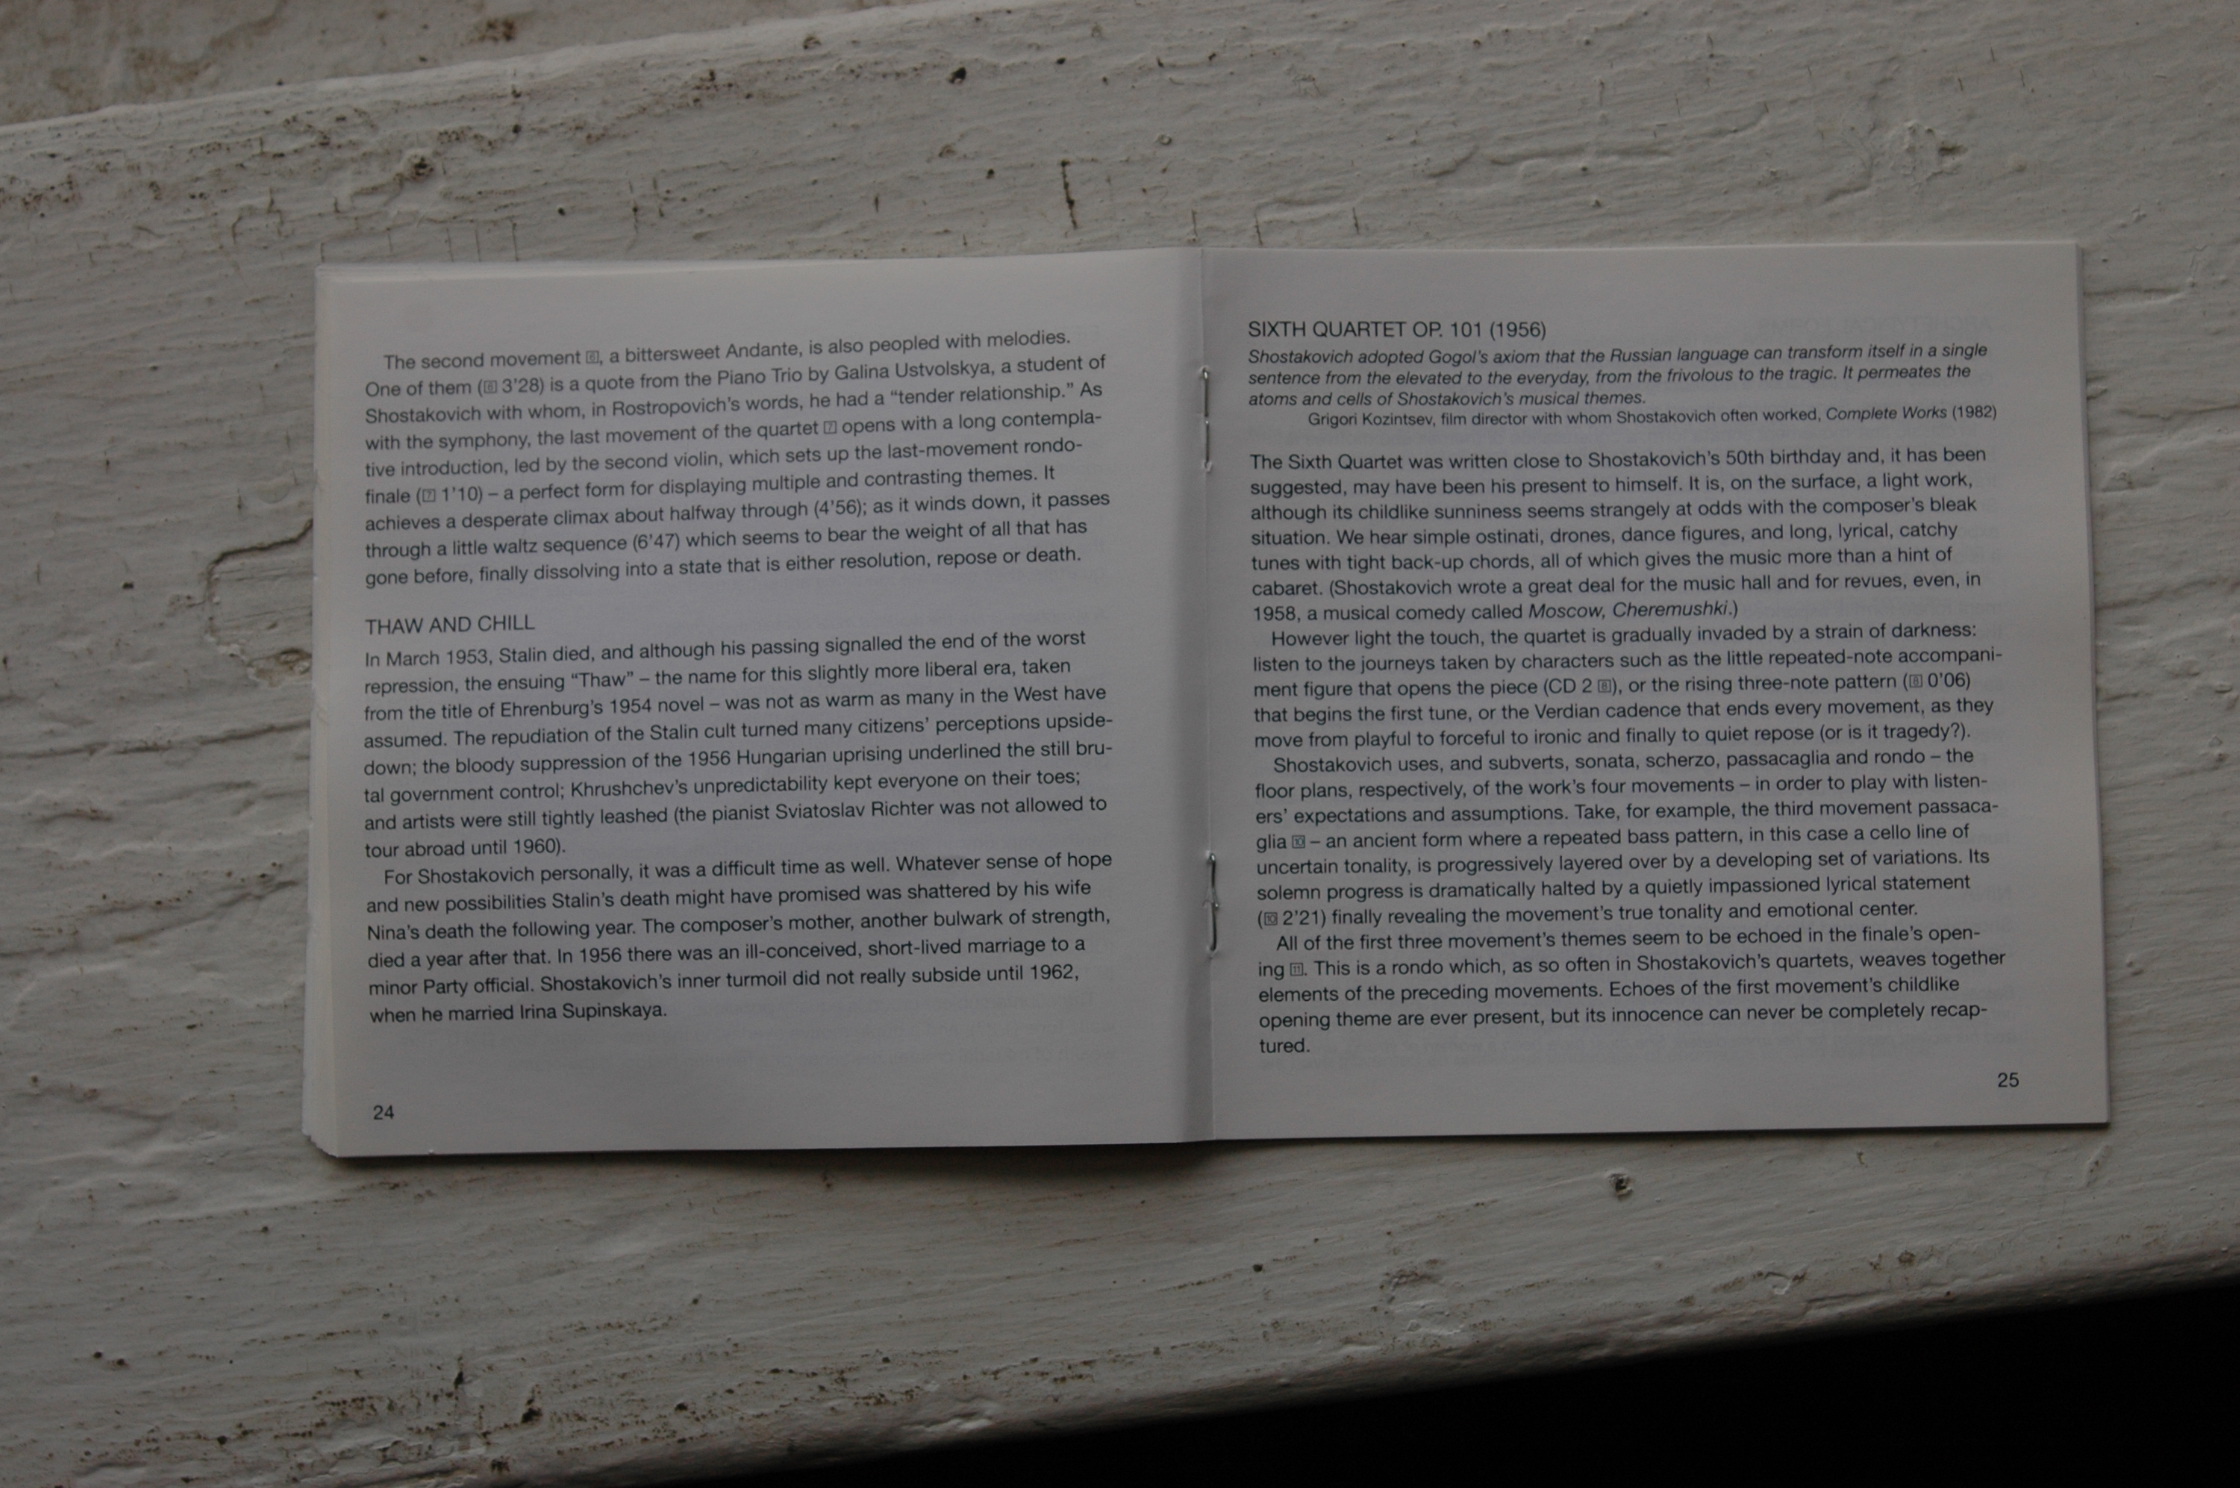 The second movement 6, a bittersweet Andante, is also peopled with melodies.
One of them (6 3’28) is a quote from the Piano Trio by Galina Ustvolskya, a student of
Shostakovich with whom, in Rostropovich’s words, he had a “tender relationship.” As
with the symphony, the last movement of the quartet 7 opens with a long contempla-
tive introduction, led by the second violin, which sets up the last-movement rondo-
finale (7 1’10) – a perfect form for displaying multiple and contrasting themes. It
achieves a desperate climax about halfway through (4’56); as it winds down, it passes
through a little waltz sequence (6’47) which seems to bear the weight of all that has
gone before, finally dissolving into a state that is either resolution, repose or death.
THAW AND CHILL
In March 1953, Stalin died, and although his passing signalled the end of the worst
repression, the ensuing “Thaw” – the name for this slightly more liberal era, taken
from the title of Ehrenburg’s 1954 novel – was not as warm as many in the West have
assumed. The repudiation of the Stalin cult turned many citizens’ perceptions upside-
down; the bloody suppression of the 1956 Hungarian uprising underlined the still bru-
tal government control; Khrushchev’s unpredictability kept everyone on their toes;
and artists were still tightly leashed (the pianist Sviatoslav Richter was not allowed to
tour abroad until 1960).
For Shostakovich personally, it was a difficult time as well. Whatever sense of hope
and new possibilities Stalin’s death might have promised was shattered by his wife
Nina’s death the following year. The composer’s mother, another bulwark of strength,
died a year after that. In 1956 there was an ill-conceived, short-lived marriage to a
minor Party official. Shostakovich’s inner turmoil did not really subside until 1962,
when he married Irina Supinskaya.
24
SIXTH QUARTET OP. 101 (1956)
Shostakovich adopted Gogol’s axiom that the Russian language can transform itself in a single
sentence from the elevated to the everyday, from the frivolous to the tragic. It permeates the
atoms and cells of Shostakovich’s musical themes.
Grigori Kozintsev, film director with whom Shostakovich often worked, Complete Works (1982)
The Sixth Quartet was written close to Shostakovich’s 50th birthday and, it has been
suggested, may have been his present to himself. It is, on the surface, a light work,
although its childlike sunniness seems strangely at odds with the composer’s bleak
situation. We hear simple ostinati, drones, dance figures, and long, lyrical, catchy
tunes with tight back-up chords, all of which gives the music more than a hint of
cabaret. (Shostakovich wrote a great deal for the music hall and for revues, even, in
1958, a musical comedy called Moscow, Cheremushki.)
However light the touch, the quartet is gradually invaded by a strain of darkness:
listen to the journeys taken by characters such as the little repeated-note accompani-
ment figure that opens the piece (CD 2 8), or the rising three-note pattern (8 0’06)
that begins the first tune, or the Verdian cadence that ends every movement, as they
move from playful to forceful to ironic and finally to quiet repose (or is it tragedy?).
Shostakovich uses, and subverts, sonata, scherzo, passacaglia and rondo – the
floor plans, respectively, of the work’s four movements – in order to play with listen-
ers’ expectations and assumptions. Take, for example, the third movement passaca-
glia 10 – an ancient form where a repeated bass pattern, in this case a cello line of
uncertain tonality, is progressively layered over by a developing set of variations. Its
solemn progress is dramatically halted by a quietly impassioned lyrical statement
(10 2’21) finally revealing the movement’s true tonality and emotional center.
All of the first three movement’s themes seem to be echoed in the finale’s open-
ing 11. This is a rondo which, as so often in Shostakovich’s quartets, weaves together
elements of the preceding movements. Echoes of the first movement’s childlike
opening theme are ever present, but its innocence can never be completely recap-
tured.
25